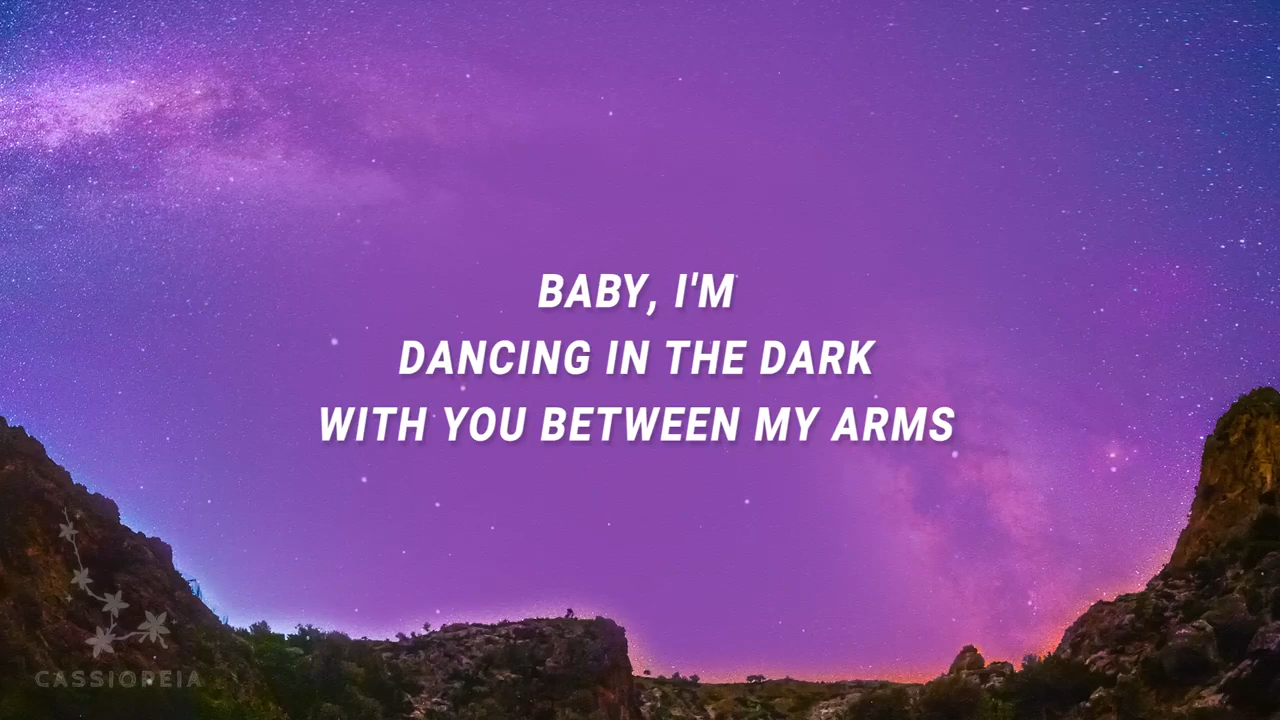 BABY, I'M
DANCING IN THE DARK
WITH YOU BETWEEN MY ARMS
CASSIOPEIA